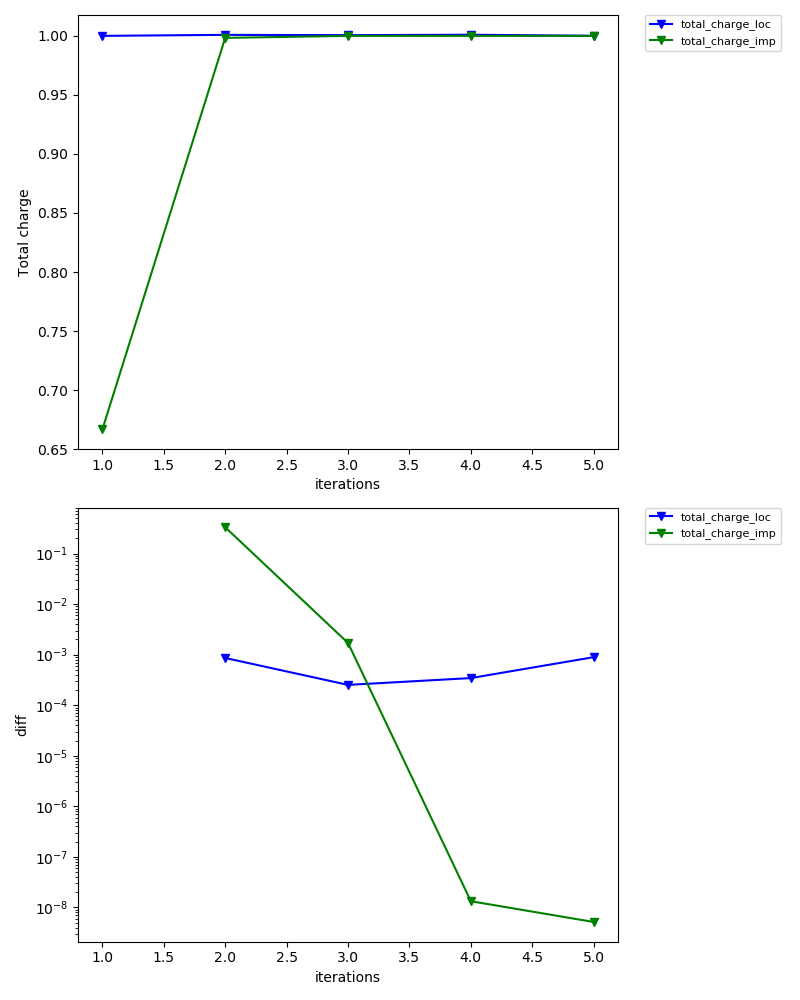 total_charge_loc
total_charge_imp
1.00
0.95
0.90
0.85
0.80
0.75
0.70
0.65
Total charge
1.0 1.5 2.0 2.5 3.0 3.5 4.0 4.5 5.0
iterations
total_charge_loc
total_charge_imp
10⁻¹
10⁻²
10⁻³
10⁻⁴
10⁻⁵
10⁻⁶
10⁻⁷
10⁻⁸
diff
1.0 1.5 2.0 2.5 3.0 3.5 4.0 4.5 5.0
iterations